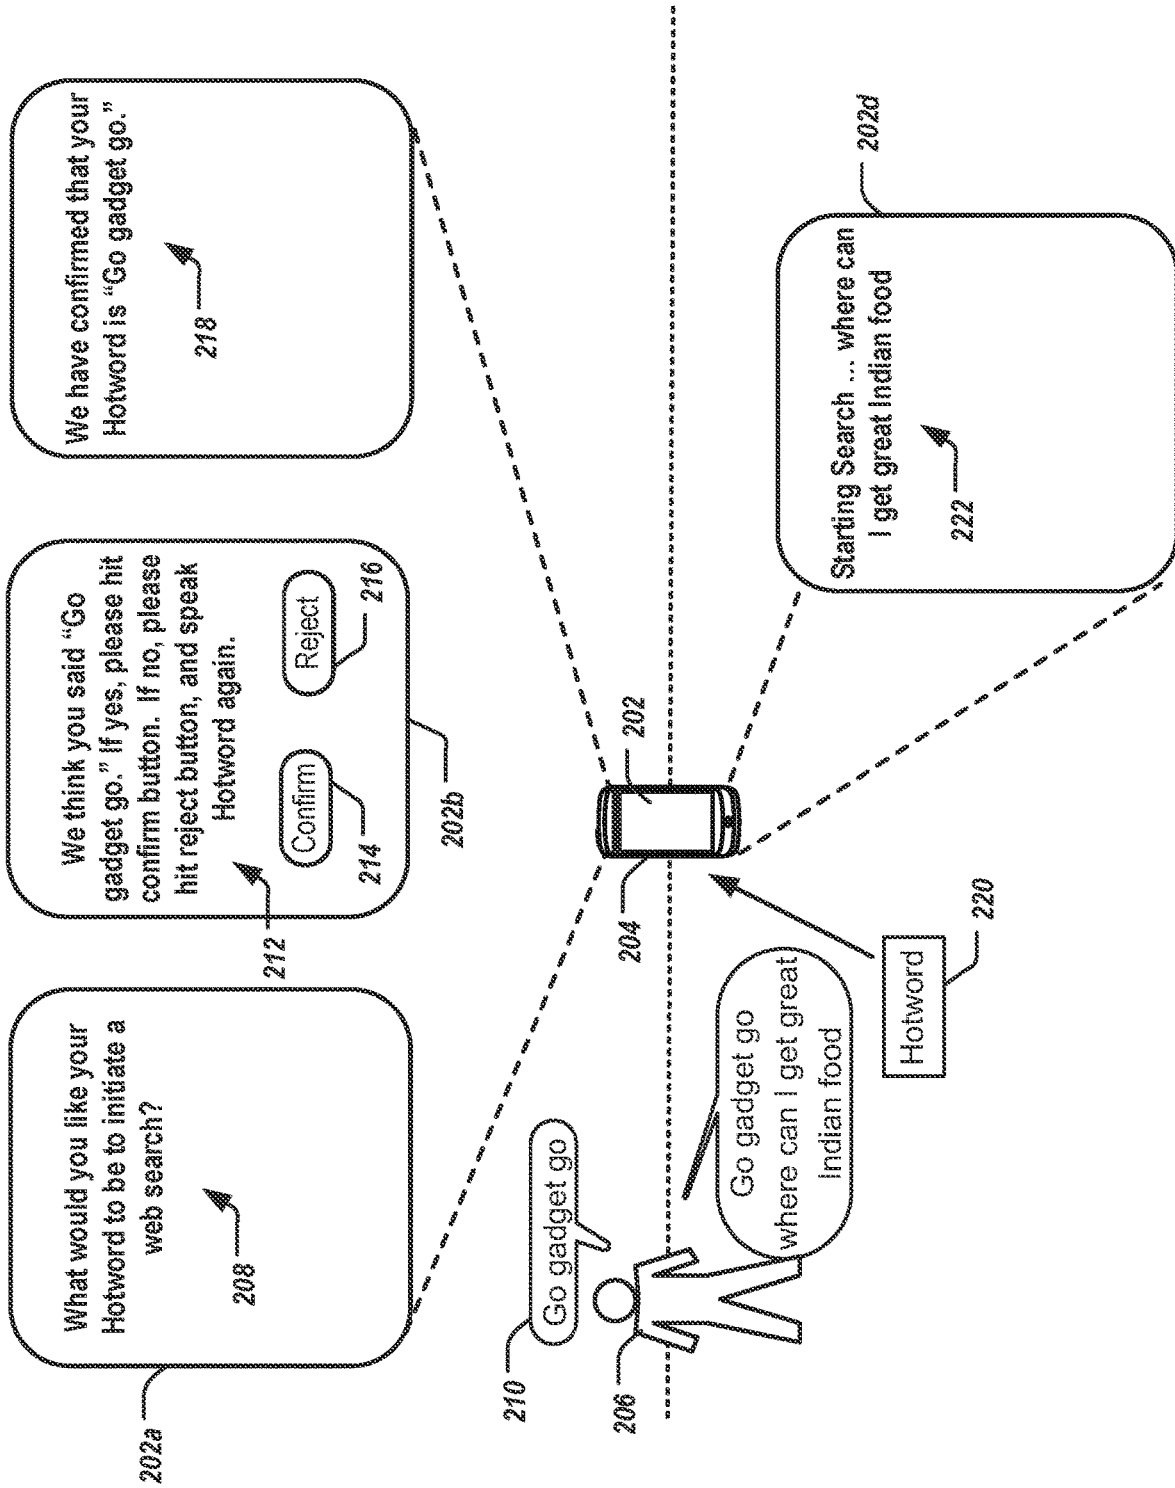 What would you like your
Hotword to be to initiate a
web search?
208
202a
We think you said “Go
gadget go.” If yes, please hit
confirm button. If no, please
hit reject button, and speak
Hotword again.
Confirm
Reject
212
214
216
202b
We have confirmed that your
Hotword is “Go gadget go.”
218
210
Go gadget go
206
204
202
Go gadget go
where can I get great
Indian food
Hotword
220
Starting Search ... where can
I get great Indian food
222
202d